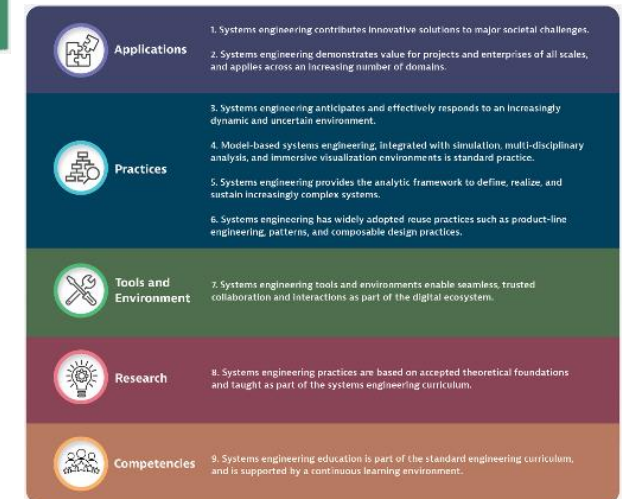 Applications
1. Systems engineering contributes innovative solutions to major societal challenges.
2. Systems engineering demonstrates value for projects and enterprises of all scales,
and applies across an increasing number of domains.
Practices
3. Systems engineering anticipates and effectively responds to an increasingly
dynamic and uncertain environment.
4. Model-based systems engineering, integrated with simulation, multi-disciplinary
analysis, and immersive visualization environments is standard practice.
5. Systems engineering provides the analytic framework to define, realize, and
sustain increasingly complex systems.
6. Systems engineering has widely adopted reuse practices such as product-line
engineering, patterns, and composable design practices.
Tools and
Environment
7. Systems engineering tools and environments enable seamless, trusted
collaboration and interactions as part of the digital ecosystem.
Research
8. Systems engineering practices are based on accepted theoretical foundations
and taught as part of the systems engineering curriculum.
Competencies
9. Systems engineering education is part of the standard engineering curriculum,
and is supported by a continuous learning environment.